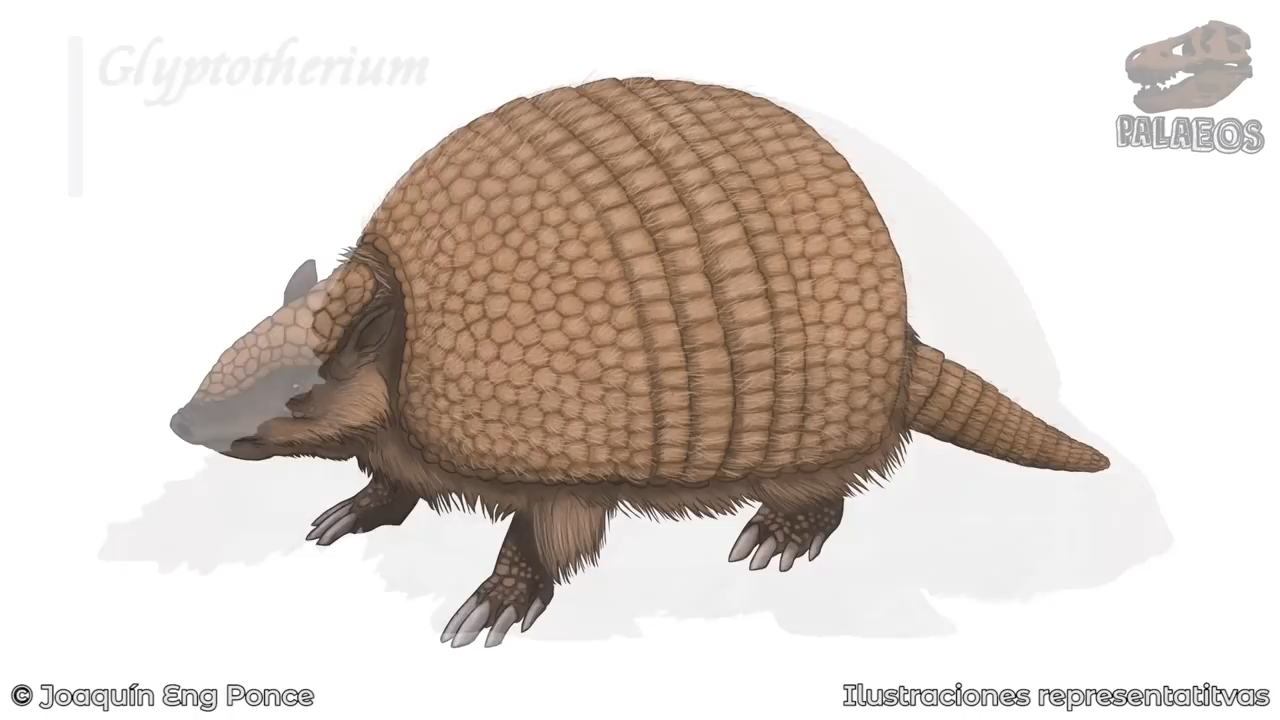 Glyptotherium
PALAEOS
© Joaquín Eng Ponce
Ilustraciones representatitvas